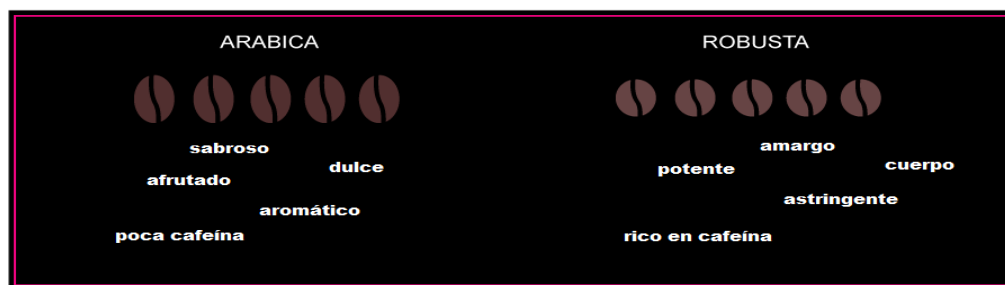 ARABICA
sabroso
dulce
afrutado
aromático
poca cafeína
ROBUSTA
amargo
cuerpo
potente
astringente
rico en cafeína